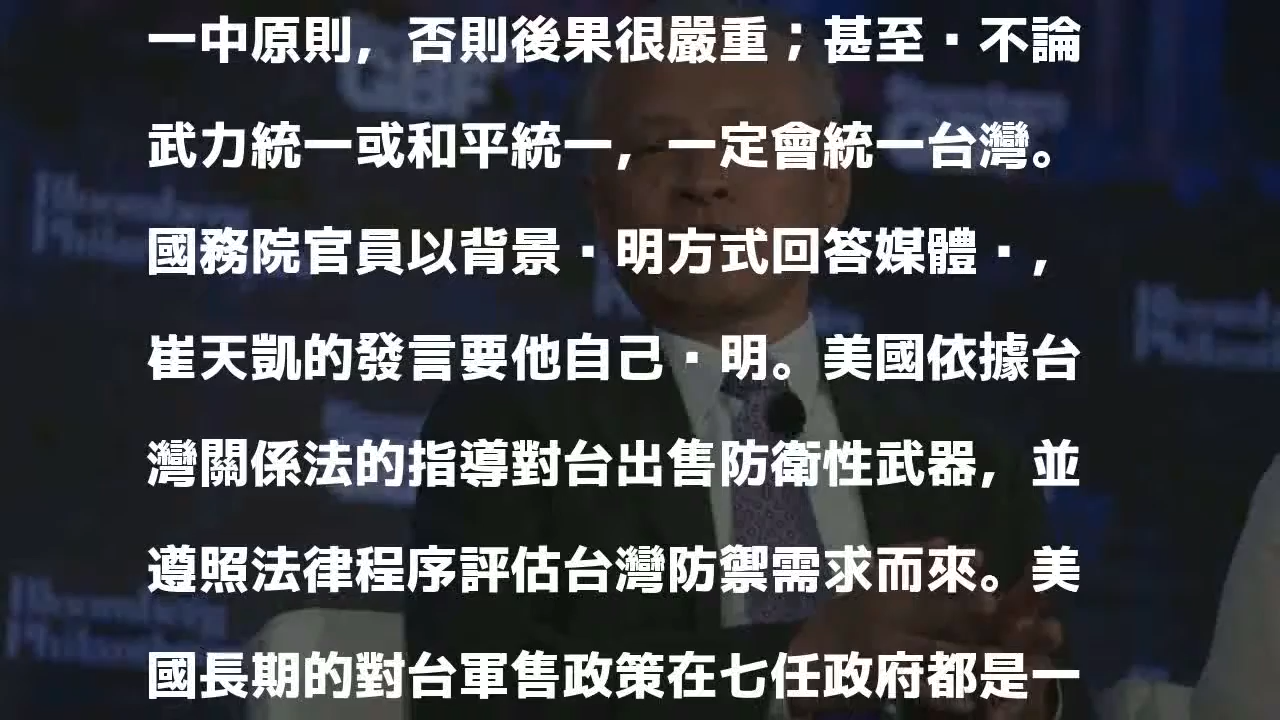 一中原則，否則後果很嚴重；甚至·不論
武力統一或和平統一，一定會統一台灣。
國務院官員以背景·明方式回答媒體·，
崔天凱的發言要他自己·明。美國依據台
灣關係法的指導對台出售防衛性武器，並
遵照法律程序評估台灣防禦需求而來。美
國長期的對台軍售政策在七任政府都是一
GBF
Bloomberg
Philan
Bloomberg
Philan